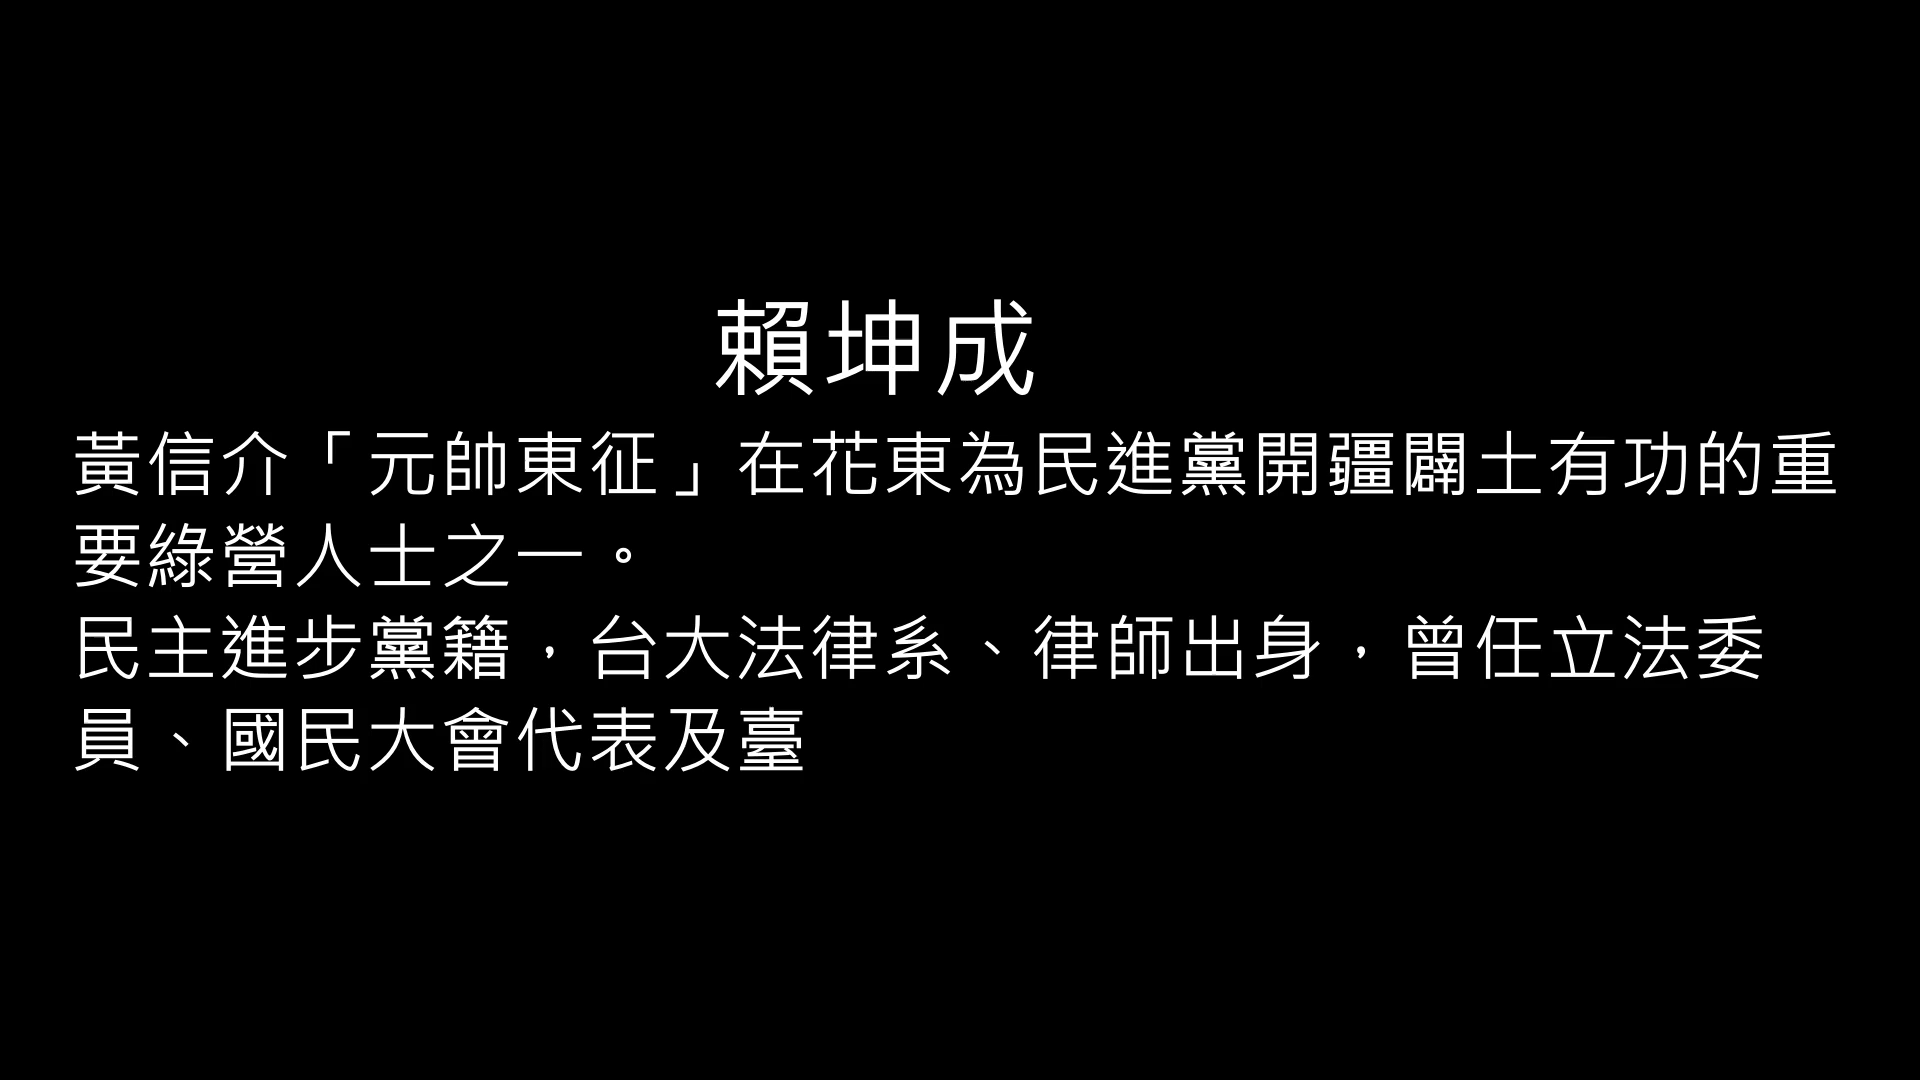 賴坤成
黃信介「元帥東征」在花東為民進黨開疆闢土有功的重
要綠營人士之一。
民主進步黨籍，台大法律系、律師出身，曾任立法委
員、國民大會代表及臺